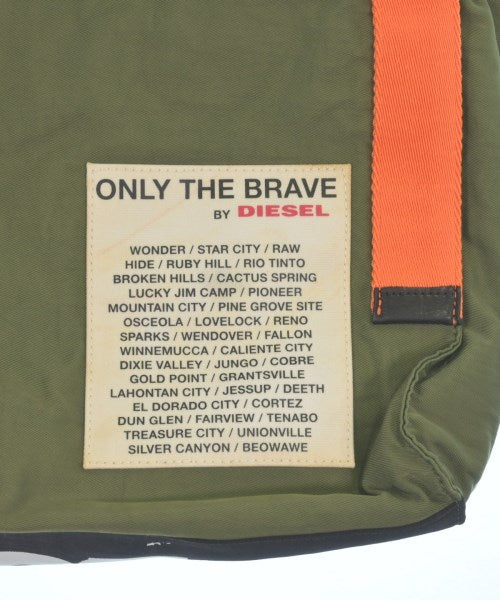 ONLY THE BRAVE
BY DIESEL
WONDER / STAR CITY / RAW
HIDE / RUBY HILL / RIO TINTO
BROKEN HILLS / CACTUS SPRING
LUCKY JIM CAMP / PIONEER
MOUNTAIN CITY / PINE GROVE SITE
OSCEOLA / LOVELOCK / RENO
SPARKS / WENDOVER / FALLON
WINNEMUCCA / CALIENTE CITY
DIXIE VALLEY / JUNGO / COBRE
GOLD POINT / GRANTSVILLE
LAHONTAN CITY / JESSUP / DEETH
EL DORADO CITY / CORTEZ
DUN GLEN / FAIRVIEW / TENABO
TREASURE CITY / UNIONVILLE
SILVER CANYON / BEOWAWE